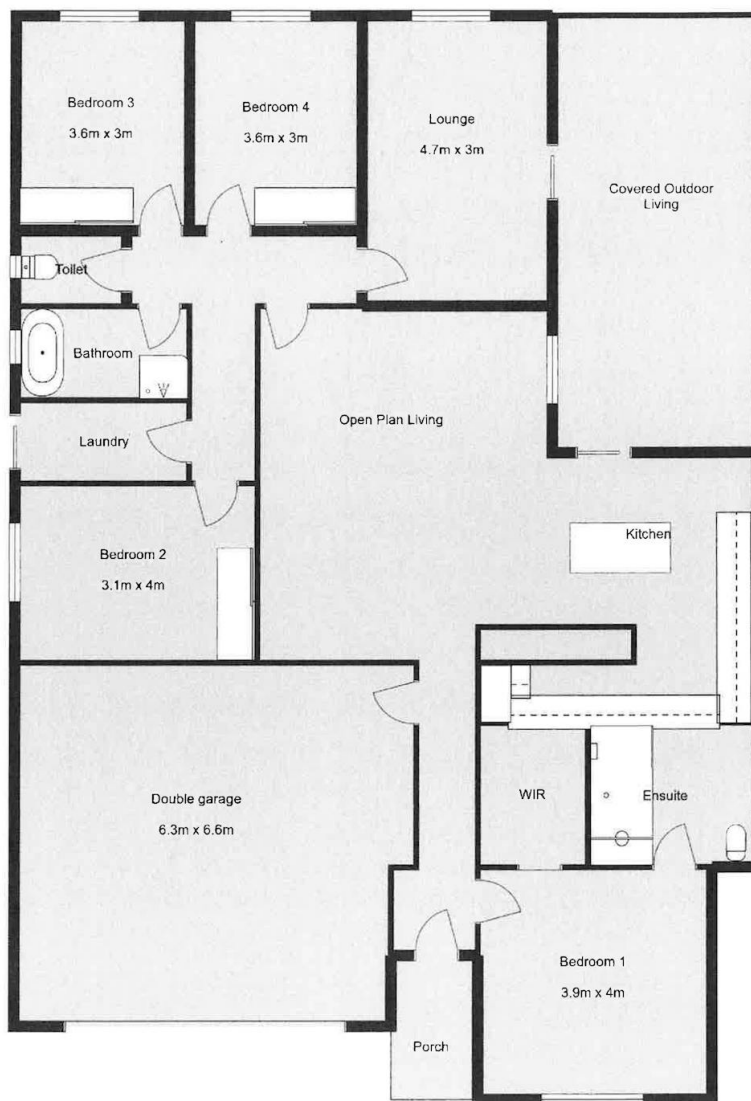 Bedroom 3
3.6m x 3m
Bedroom 4
3.6m x 3m
Lounge
4.7m x 3m
Covered Outdoor
Living
Toilet
Bathroom
Laundry
Open Plan Living
Kitchen
Bedroom 2
3.1m x 4m
Double garage
6.3m x 6.6m
WIR
Ensuite
Bedroom 1
3.9m x 4m
Porch